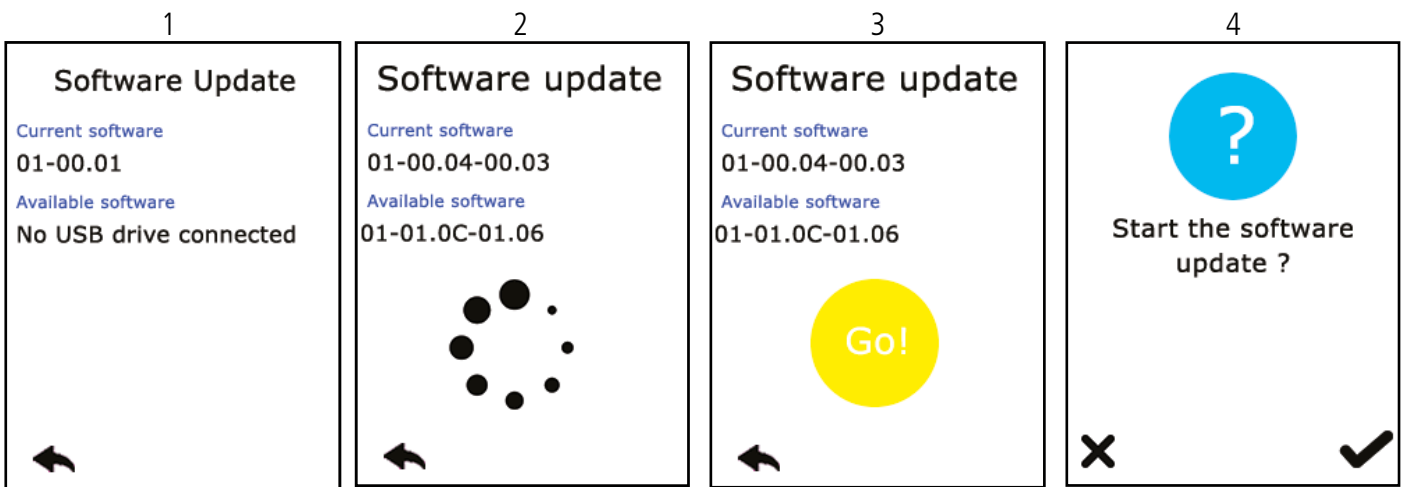 1
Software Update
Current software
01-00.01
Available software
No USB drive connected
2
Software update
Current software
01-00.04-00.03
Available software
01-01.0C-01.06
3
Software update
Current software
01-00.04-00.03
Available software
01-01.0C-01.06
Go!
4
?
Start the software
update ?